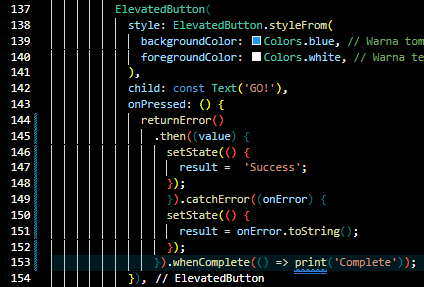 137 ElevatedButton(
138 style: ElevatedButton.styleFrom(
139 backgroundColor: Colors.blue, // Warna tom
140 foregroundColor: Colors.white, // Warna te
141 ),
142 child: const Text('GO!'),
143 onPressed: () {
144 returnError()
145 .then((value) {
146 setState(() {
147 result = 'Success';
148 });
149 }).catchError((onError) {
150 setState(() {
151 result = onError.toString();
152 });
153 }).whenComplete(() => print('Complete'));
154 }), // ElevatedButton